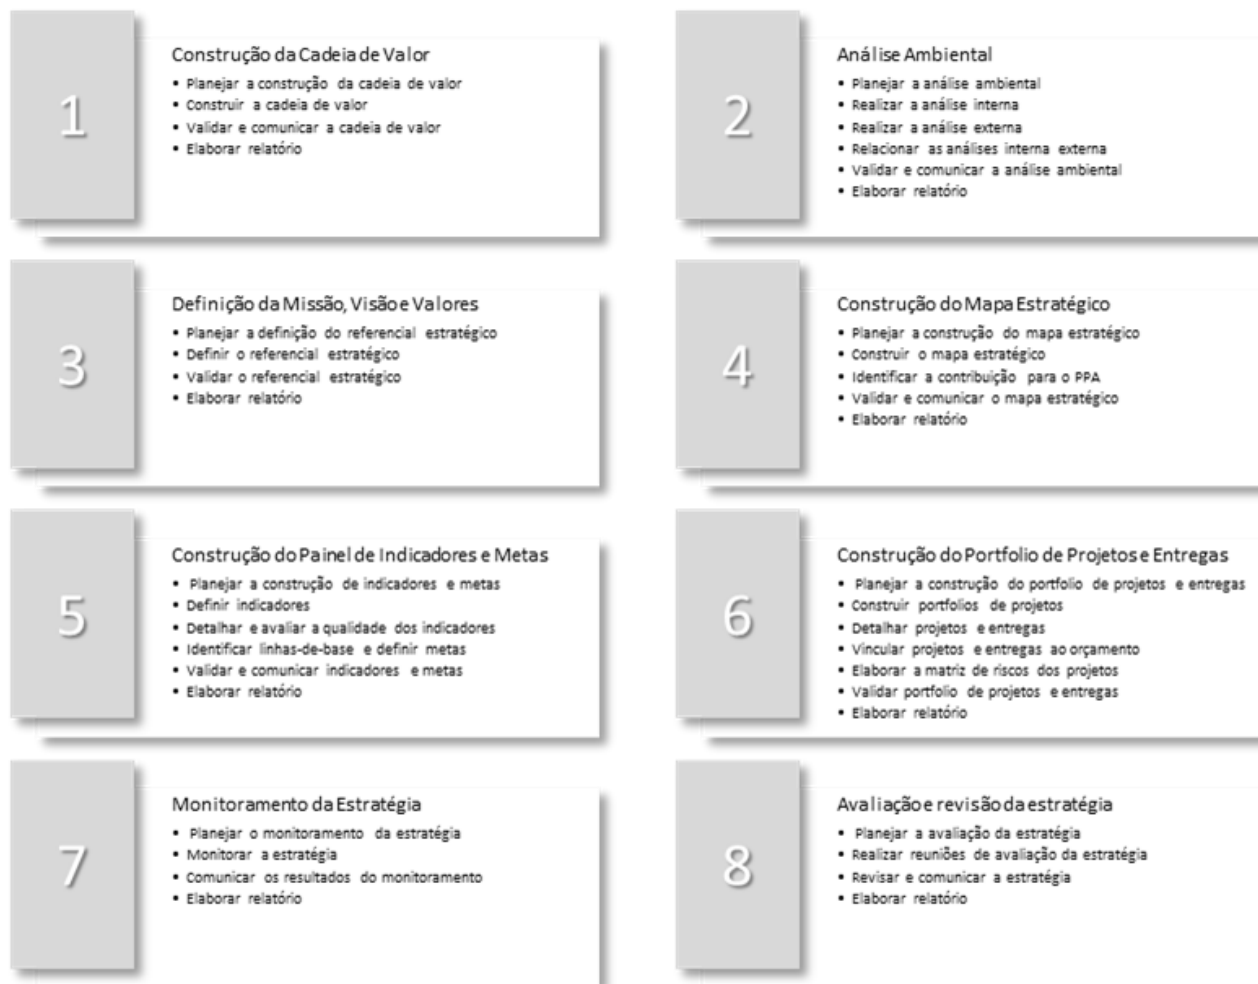 1
Construção da Cadeia de Valor
• Planejar a construção da cadeia de valor
• Construir a cadeia de valor
• Validar e comunicar a cadeia de valor
• Elaborar relatório
2
Análise Ambiental
• Planejar a análise ambiental
• Realizar a análise interna
• Realizar a análise externa
• Relacionar as análises interna externa
• Validar e comunicar a análise ambiental
• Elaborar relatório
3
Definição da Missão, Visão e Valores
• Planejar a definição do referencial estratégico
• Definir o referencial estratégico
• Validar o referencial estratégico
• Elaborar relatório
4
Construção do Mapa Estratégico
• Planejar a construção do mapa estratégico
• Construir o mapa estratégico
• Identificar a contribuição para o PPA
• Validar e comunicar o mapa estratégico
• Elaborar relatório
5
Construção do Painel de Indicadores e Metas
• Planejar a construção de indicadores e metas
• Definir indicadores
• Detalhar e avaliar a qualidade dos indicadores
• Identificar linhas-de-base e definir metas
• Validar e comunicar indicadores e metas
• Elaborar relatório
6
Construção do Portfolio de Projetos e Entregas
• Planejar a construção do portfolio de projetos e entregas
• Construir portfolios de projetos
• Detalhar projetos e entregas
• Vincular projetos e entregas ao orçamento
• Elaborar a matriz de riscos dos projetos
• Validar portfolio de projetos e entregas
• Elaborar relatório
7
Monitoramento da Estratégia
• Planejar o monitoramento da estratégia
• Monitorar a estratégia
• Comunicar os resultados do monitoramento
• Elaborar relatório
8
Avaliação e revisão da estratégia
• Planejar a avaliação da estratégia
• Realizar reuniões de avaliação da estratégia
• Revisar e comunicar a estratégia
• Elaborar relatório